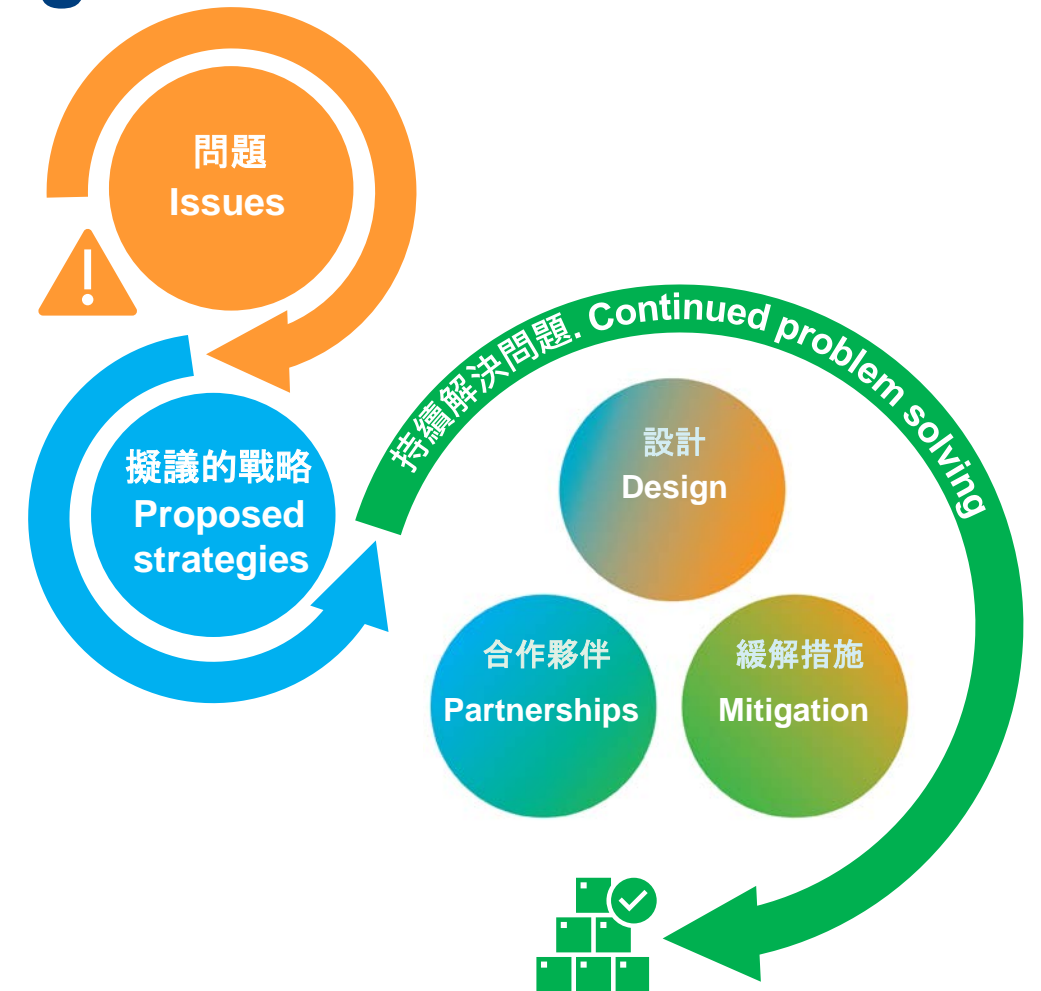 問題
Issues
擬議的戰略
Proposed
strategies
持續解決問題. Continued problem solving
設計
Design
合作夥伴
Partnerships
緩解措施
Mitigation